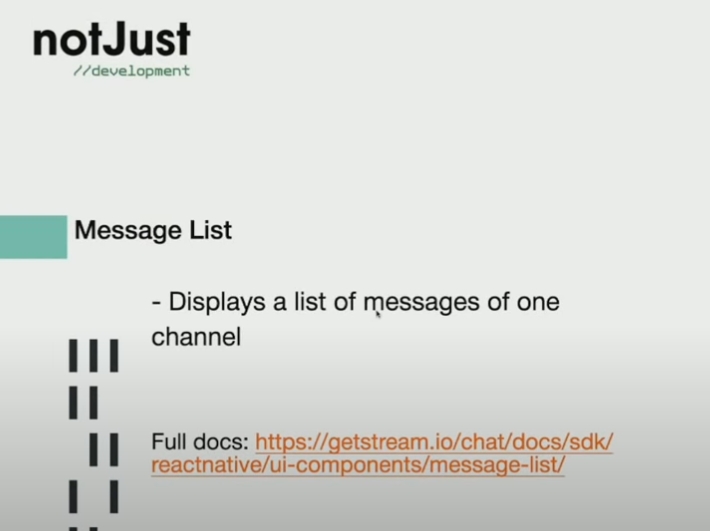 notJust
//development
Message List
- Displays a list of messages of one
channel
Full docs: https://getstream.io/chat/docs/sdk/
reactnative/ui-components/message-list/